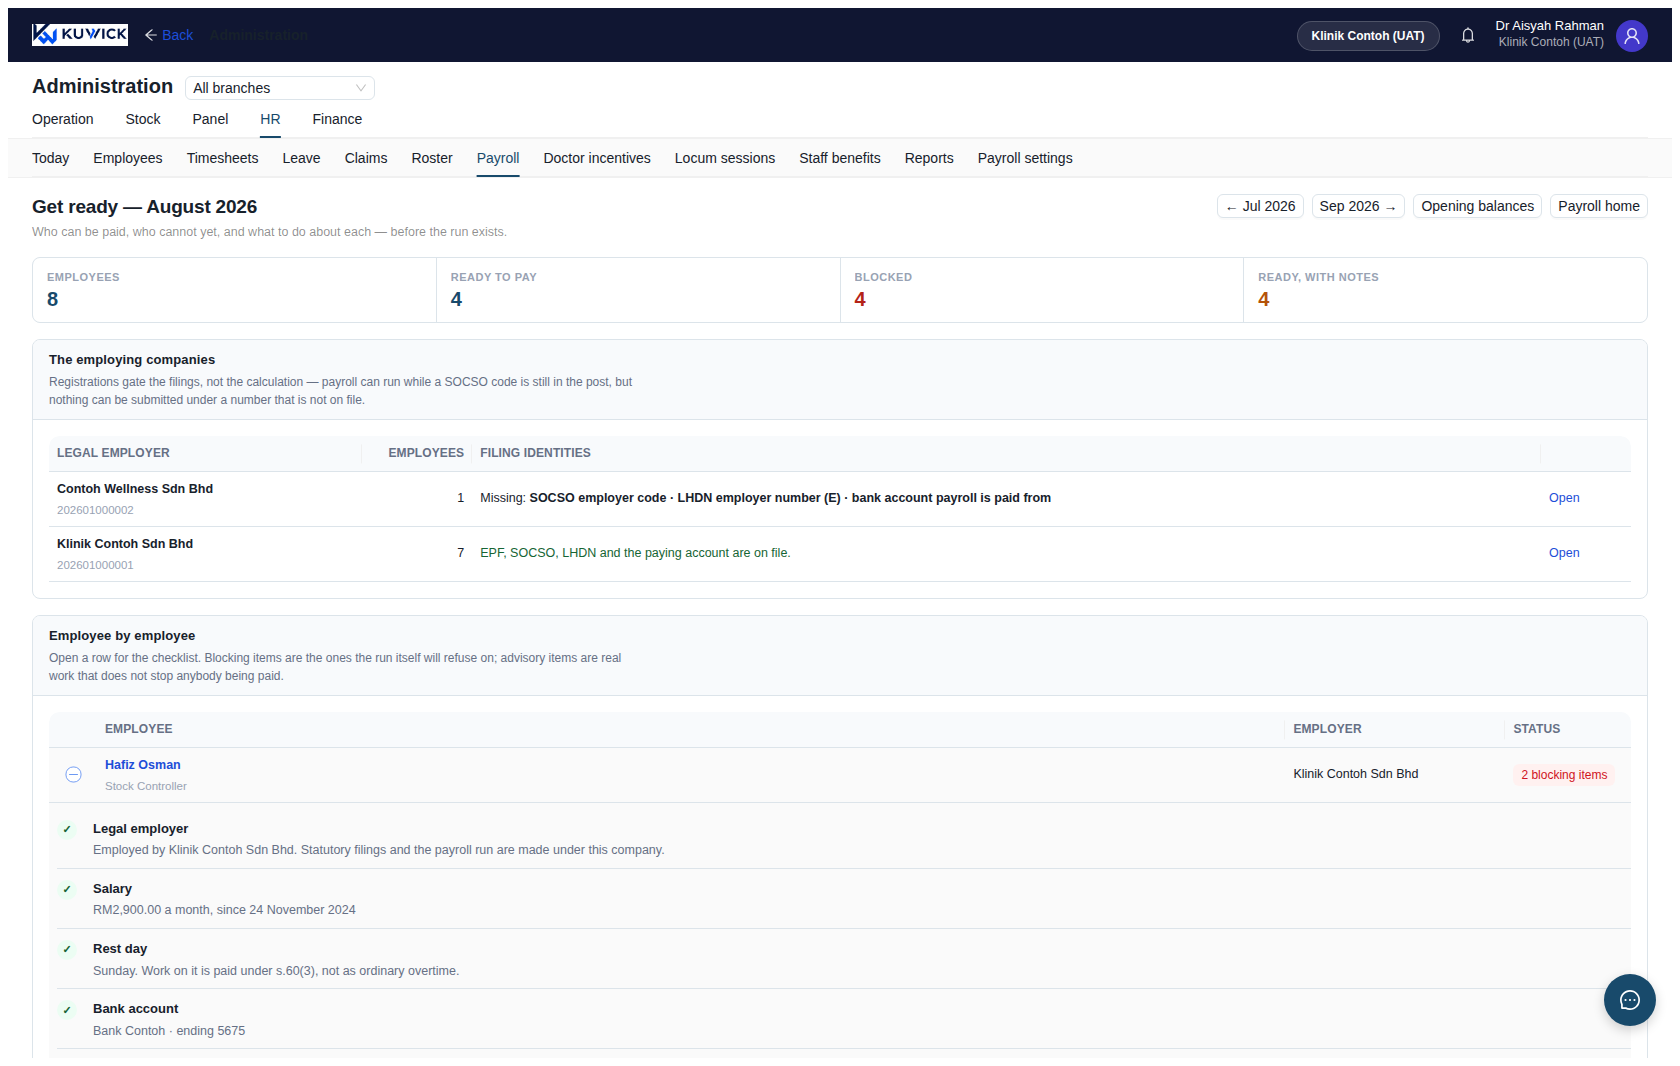 KUWICK
Back Administration
Klinik Contoh (UAT)
Dr Aisyah Rahman
Klinik Contoh (UAT)
Administration
All branches
Operation Stock Panel HR Finance
Today Employees Timesheets Leave Claims Roster Payroll Doctor incentives Locum sessions Staff benefits Reports Payroll settings
Get ready — August 2026
← Jul 2026 Sep 2026 → Opening balances Payroll home
Who can be paid, who cannot yet, and what to do about each — before the run exists.
EMPLOYEES READY TO PAY BLOCKED READY, WITH NOTES
8 4 4 4
The employing companies
Registrations gate the filings, not the calculation — payroll can run while a SOCSO code is still in the post, but
nothing can be submitted under a number that is not on file.
LEGAL EMPLOYER EMPLOYEES FILING IDENTITIES
Contoh Wellness Sdn Bhd
202601000002
1 Missing: SOCSO employer code · LHDN employer number (E) · bank account payroll is paid from Open
Klinik Contoh Sdn Bhd
202601000001
7 EPF, SOCSO, LHDN and the paying account are on file. Open
Employee by employee
Open a row for the checklist. Blocking items are the ones the run itself will refuse on; advisory items are real
work that does not stop anybody being paid.
EMPLOYEE EMPLOYER STATUS
Hafiz Osman
Stock Controller
Klinik Contoh Sdn Bhd 2 blocking items
✓ Legal employer
Employed by Klinik Contoh Sdn Bhd. Statutory filings and the payroll run are made under this company.
✓ Salary
RM2,900.00 a month, since 24 November 2024
✓ Rest day
Sunday. Work on it is paid under s.60(3), not as ordinary overtime.
✓ Bank account
Bank Contoh · ending 5675